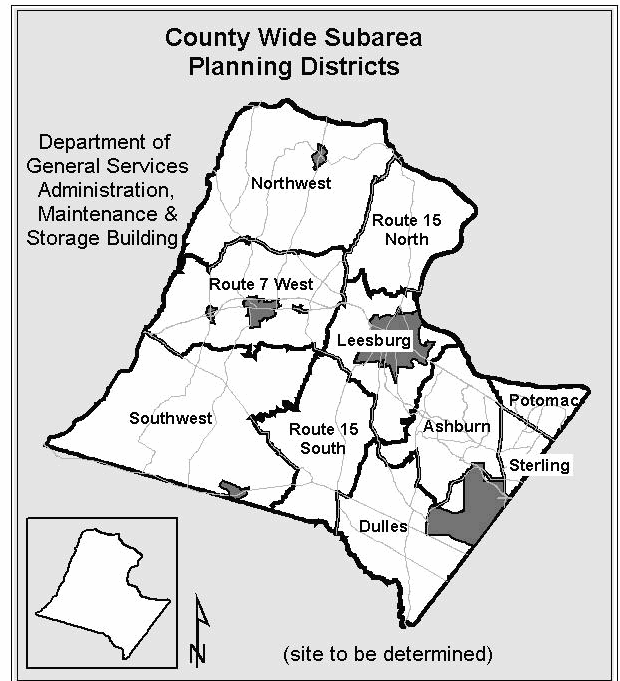 County Wide Subarea
Planning Districts
Department of
General Services
Administration,
Maintenance &
Storage Building
Northwest
Route 15
North
Route 7 West
Leesburg
Potomac
Southwest
Route 15
South
Ashburn
Sterling
Dulles
N
(site to be determined)